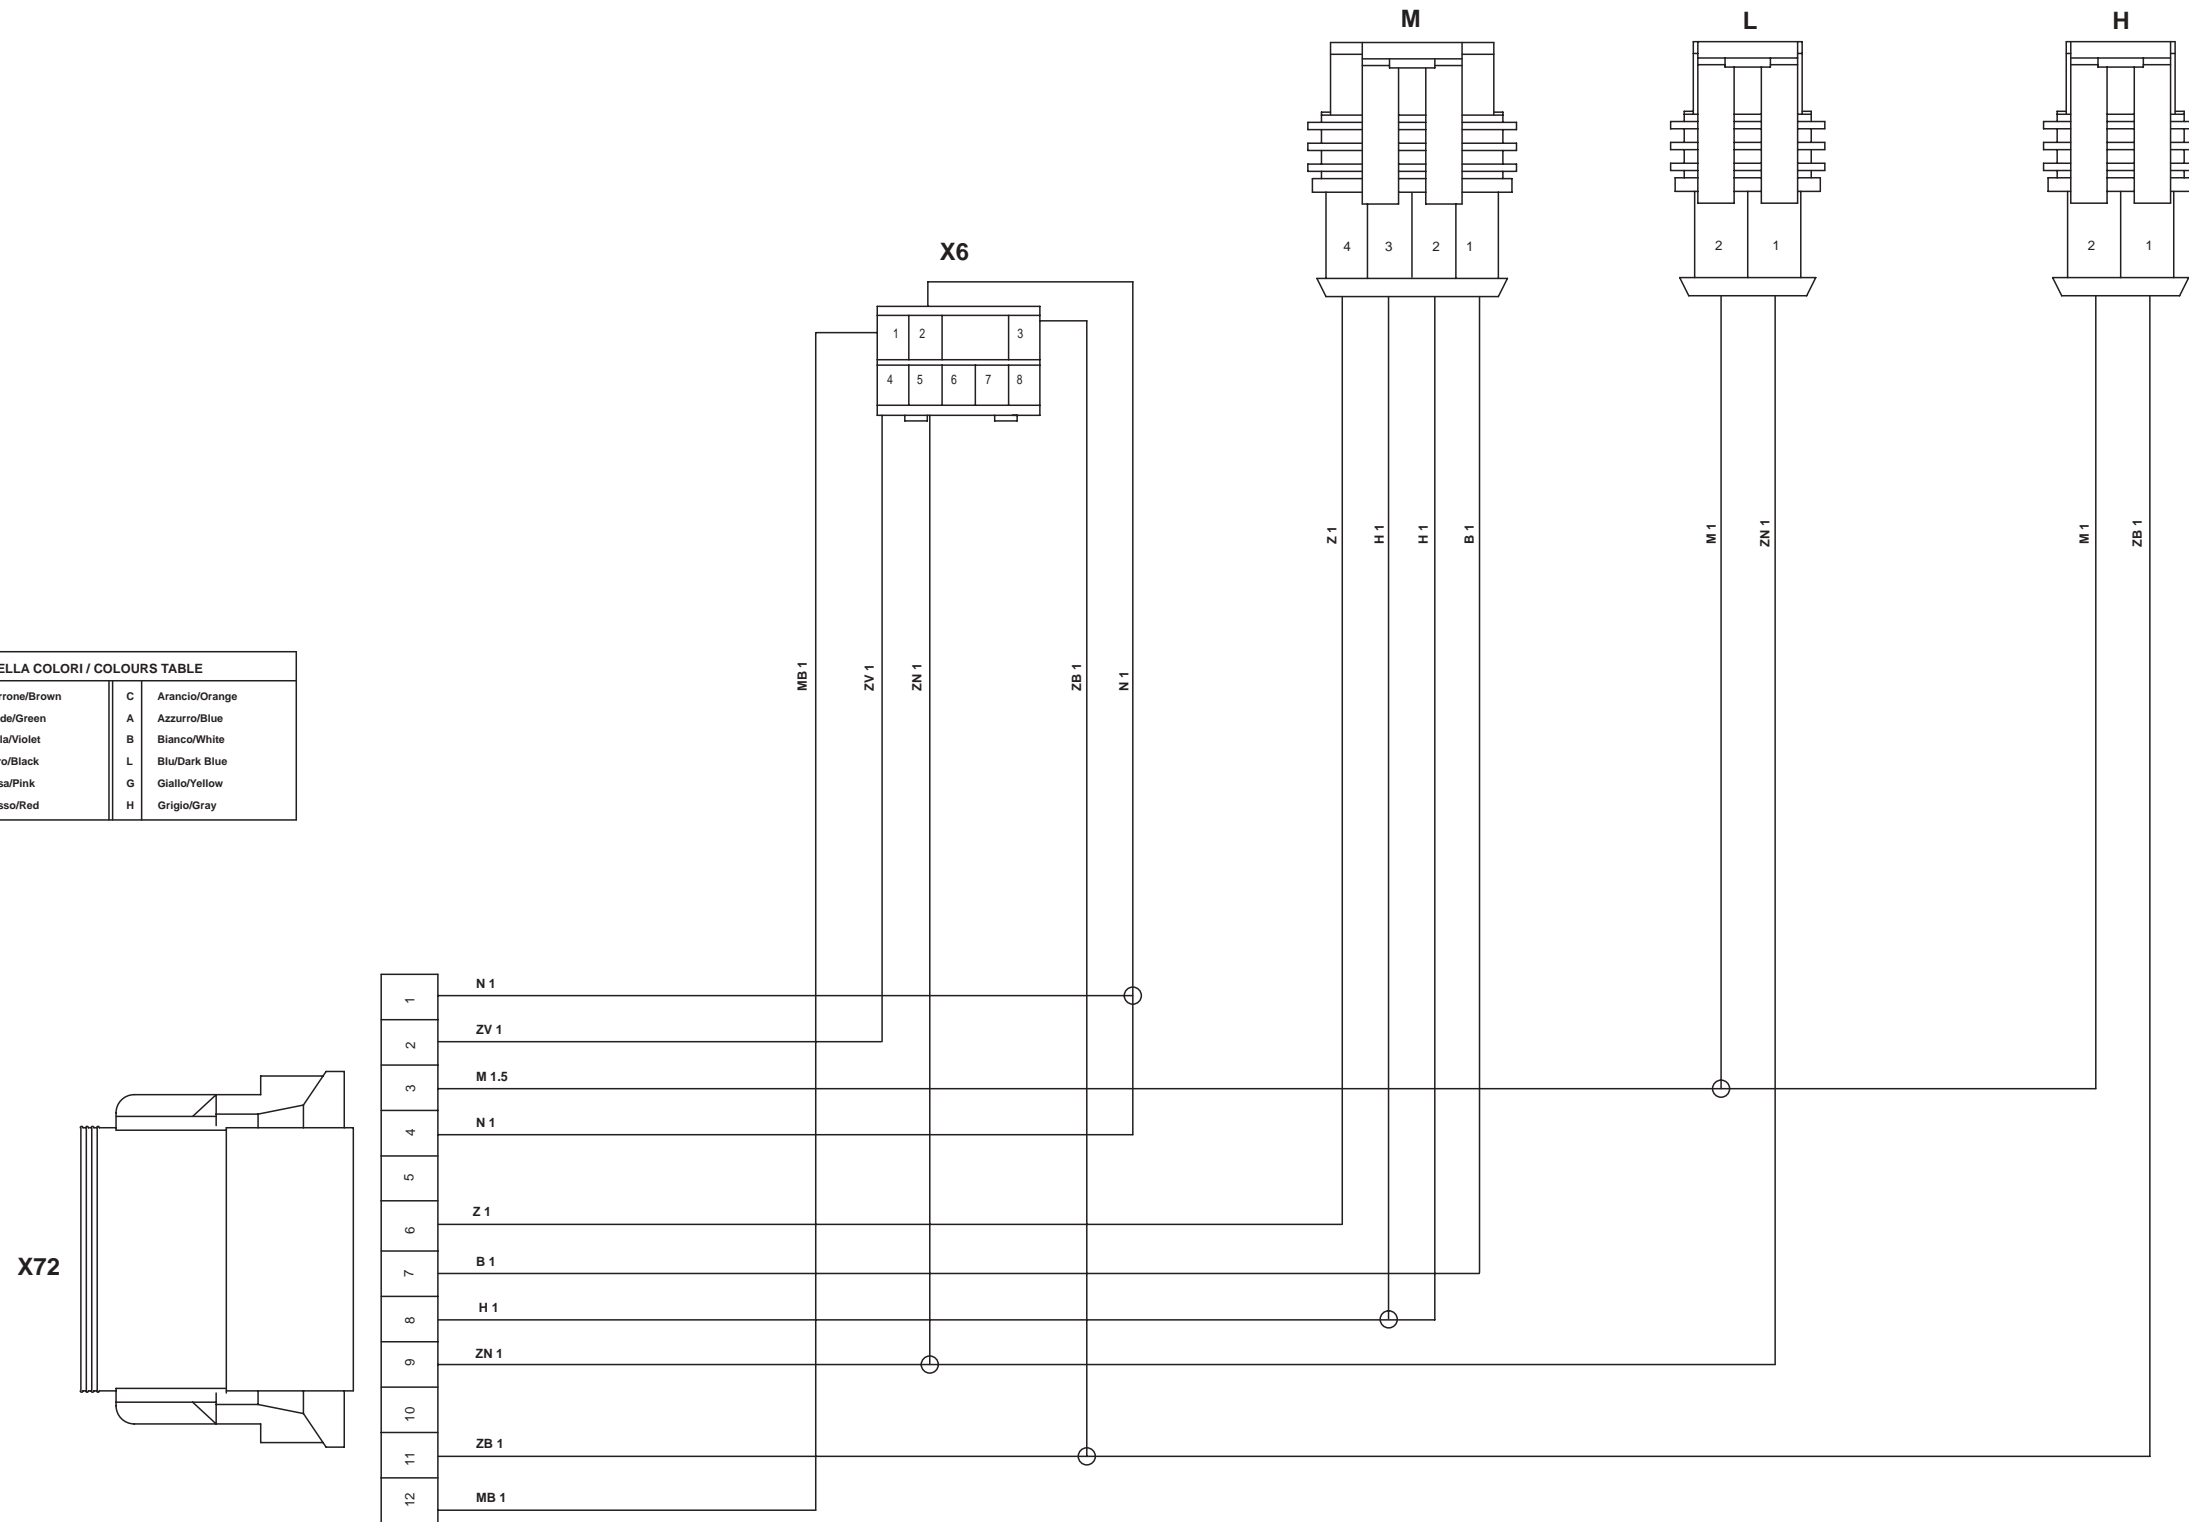 M
L
H
X6
4 3 2 1
2 1
2 1
1 2 3
4 5 6 7 8
Z 1
H 1
H 1
B 1
M 1
ZN 1
M 1
ZB 1
MB 1
ZV 1
ZN 1
ZB 1
N 1
ELLA COLORI / COLOURS TABLE
rrone/Brown C Arancio/Orange
de/Green A Azzurro/Blue
la/Violet B Bianco/White
ro/Black L Blu/Dark Blue
sa/Pink G Giallo/Yellow
sso/Red H Grigio/Gray
X72
1 N 1
2 ZV 1
3 M 1.5
4 N 1
5
6 Z 1
7 B 1
8 H 1
9 ZN 1
10
11 ZB 1
12 MB 1